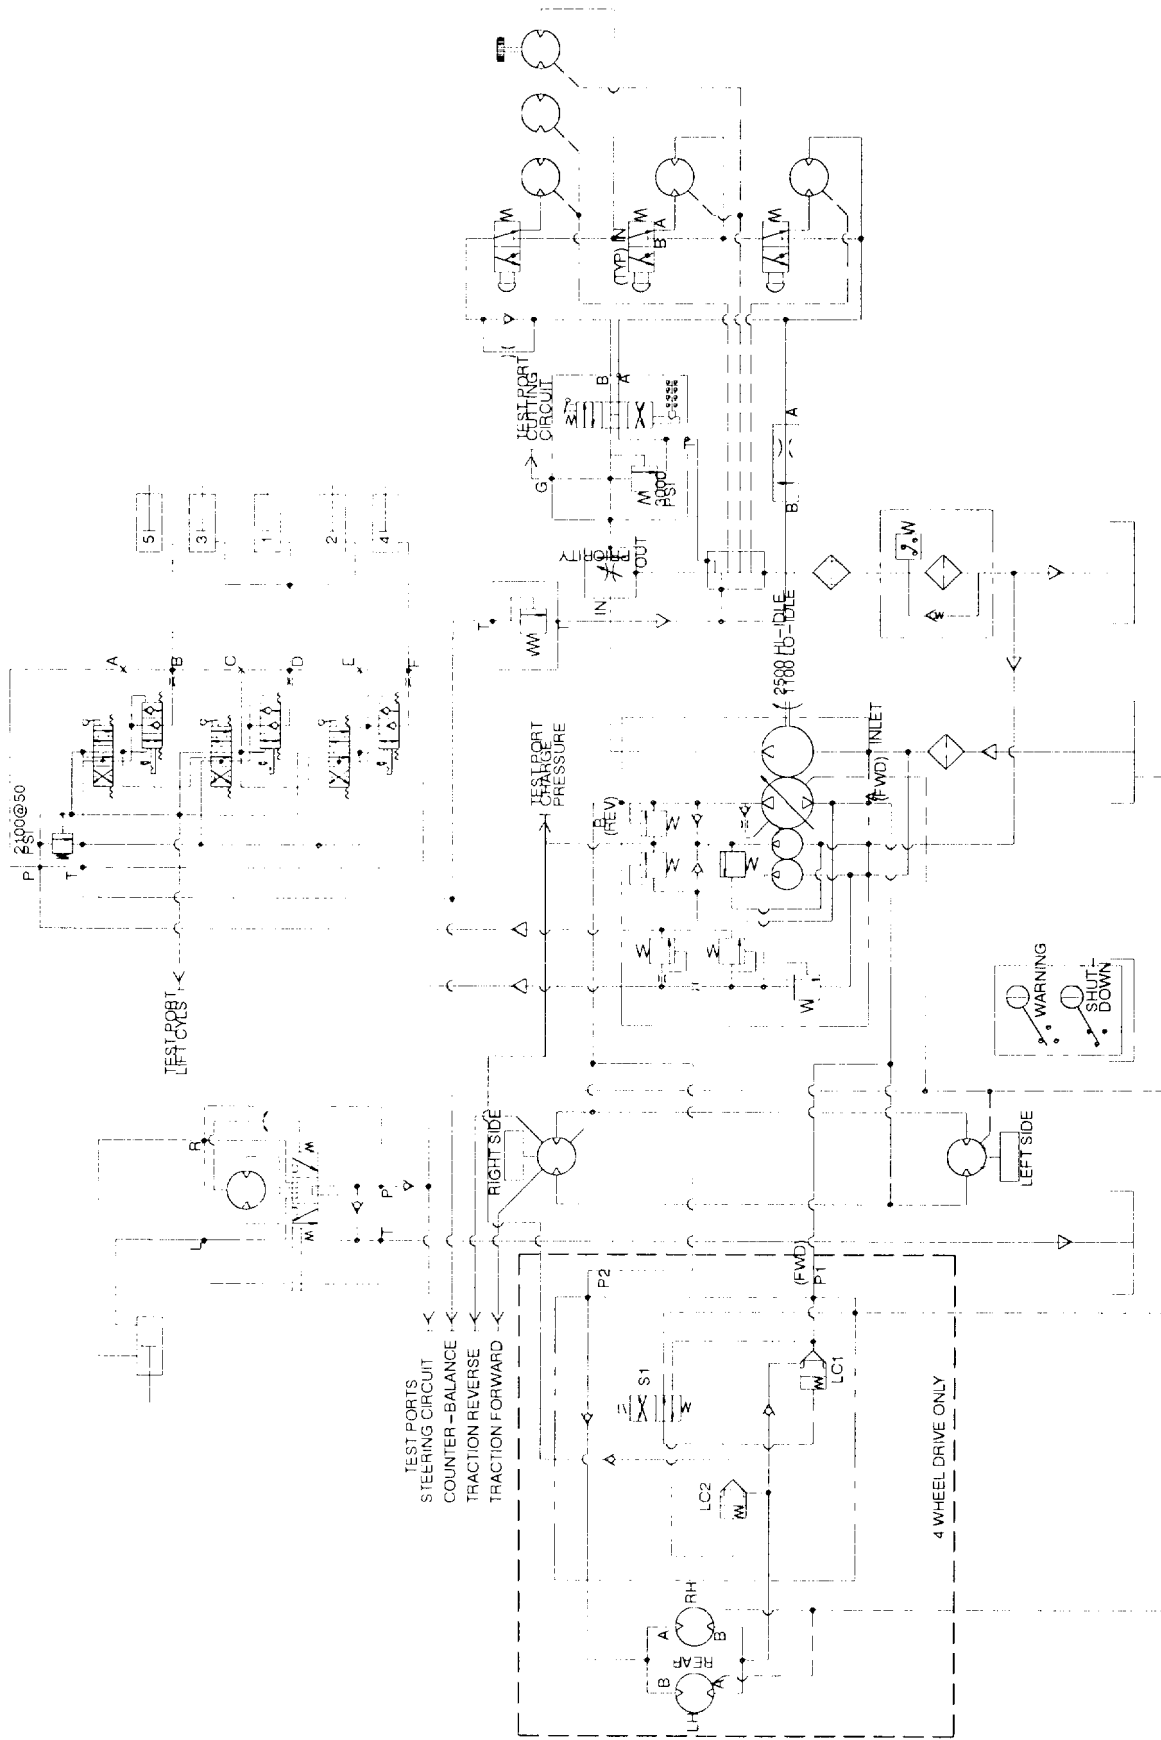 5
3
1
2
4
A
B
C
D
E
F
2100@50
PSI
P
T
TEST PORT
LIFT CYLS
TEST PORT
CUTTING
CIRCUIT
G
B
A
3000
PSI
T
(TYP) IN
B
A
PRIORITY
OUT
IN
T
T
B
A
2500 HI-IDLE
1100 LO-IDLE
TEST PORT
CHARGE
PRESSURE
B
(REV)
(FWD)
INLET
WARNING
SHUT
DOWN
R
L
P
T
RIGHT SIDE
LEFT SIDE
TEST PORTS
STEERING CIRCUIT
COUNTER-BALANCE
TRACTION REVERSE
TRACTION FORWARD
P2
(FWD)
P1
S1
LC1
LC2
RH
LH
REAR
A
B
B
A
4 WHEEL DRIVE ONLY